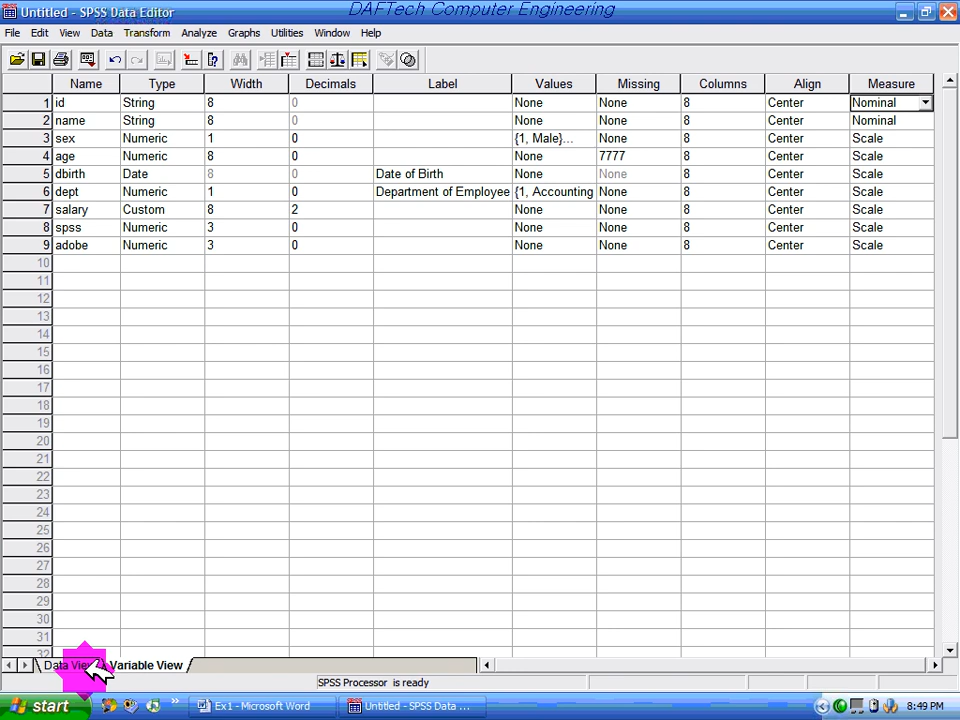 Untitled - SPSS Data Editor
DAFTech Computer Engineering
File Edit View Data Transform Analyze Graphs Utilities Window Help
Name Type Width Decimals Label Values Missing Columns Align Measure
1 id String 8 0 None None 8 Center Nominal
2 name String 8 0 None None 8 Center Nominal
3 sex Numeric 1 0 {1, Male}... None 8 Center Scale
4 age Numeric 8 0 None 7777 8 Center Scale
5 dbirth Date 8 0 Date of Birth None None 8 Center Scale
6 dept Numeric 1 0 Department of Employee {1, Accounting None 8 Center Scale
7 salary Custom 8 2 None None 8 Center Scale
8 spss Numeric 3 0 None None 8 Center Scale
9 adobe Numeric 3 0 None None 8 Center Scale
10
11
12
13
14
15
16
17
18
19
20
21
22
23
24
25
26
27
28
29
30
31
32
Data View Variable View
SPSS Processor is ready
start Ex1 - Microsoft Word Untitled - SPSS Data ... 8:49 PM